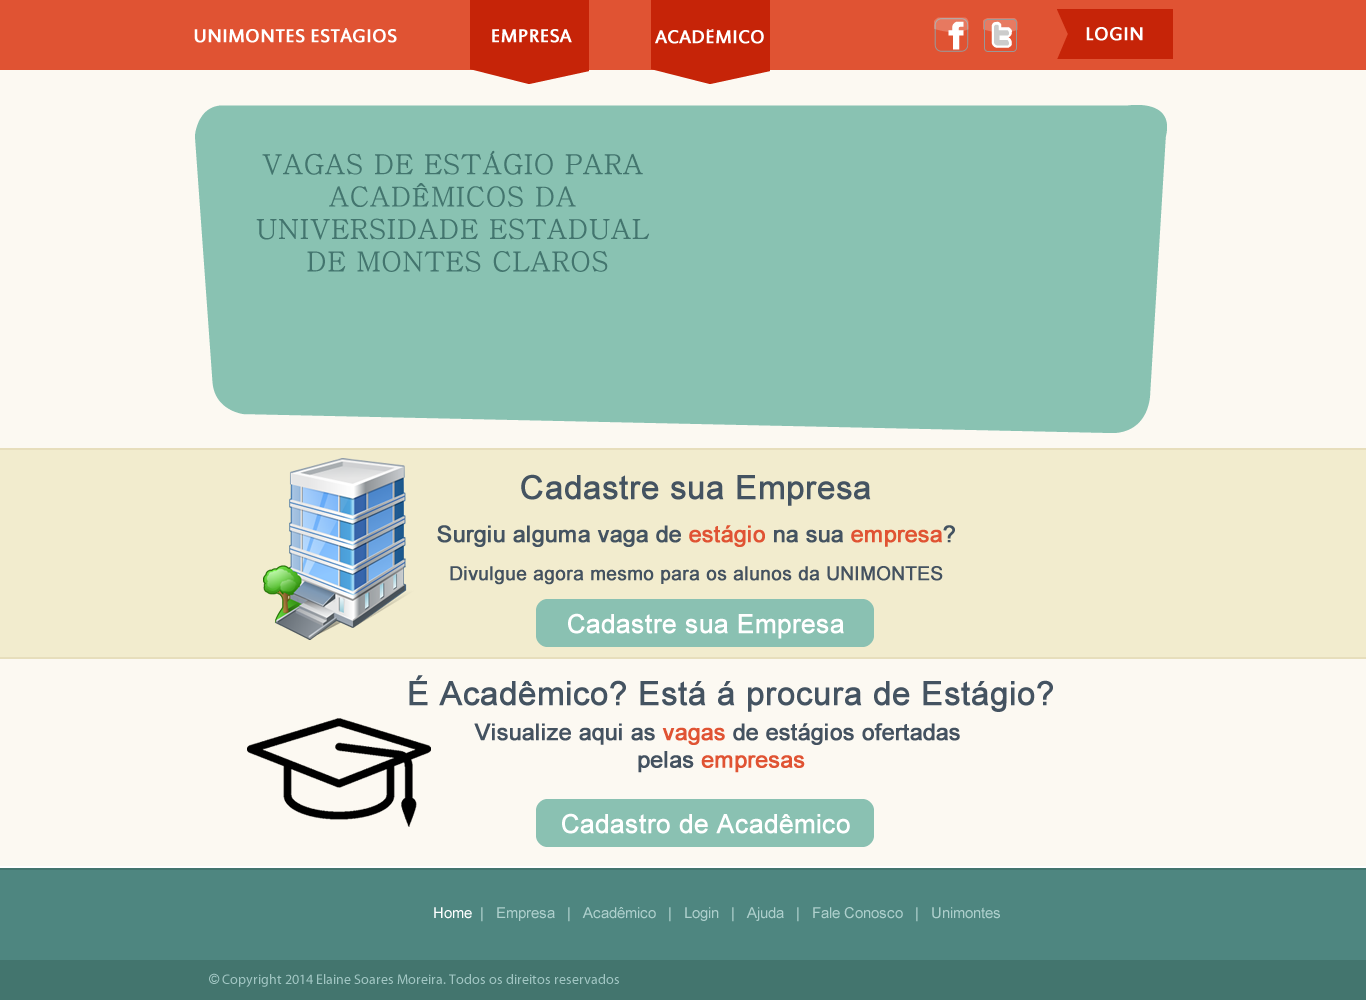 UNIMONTES ESTAGIOS
EMPRESA
ACADEMICO
LOGIN
VAGAS DE ESTÁGIO PARA
ACADÊMICOS DA
UNIVERSIDADE ESTADUAL
DE MONTES CLAROS
Cadastre sua Empresa
Surgiu alguma vaga de estágio na sua empresa?
Divulgue agora mesmo para os alunos da UNIMONTES
Cadastre sua Empresa
É Acadêmico? Está á procura de Estágio?
Visualize aqui as vagas de estágios ofertadas
pelas empresas
Cadastro de Acadêmico
Home | Empresa | Acadêmico | Login | Ajuda | Fale Conosco | Unimontes
© Copyright 2014 Elaine Soares Moreira. Todos os direitos reservados